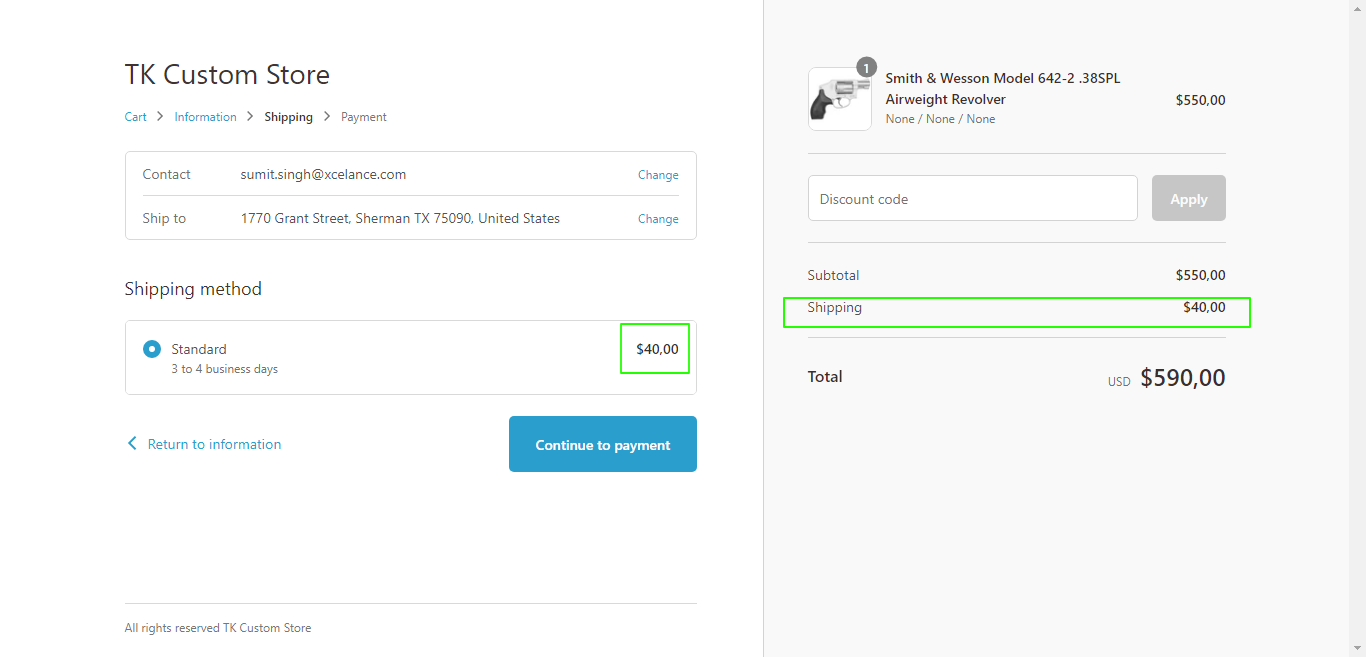 TK Custom Store
Cart > Information > Shipping > Payment
Contact sumit.singh@xcelance.com Change
Ship to 1770 Grant Street, Sherman TX 75090, United States Change
Shipping method
Standard $40,00
3 to 4 business days
Return to information
Continue to payment
All rights reserved TK Custom Store
1
Smith & Wesson Model 642-2 .38SPL
Airweight Revolver $550,00
None / None / None
Discount code Apply
Subtotal $550,00
Shipping $40,00
Total USD $590,00